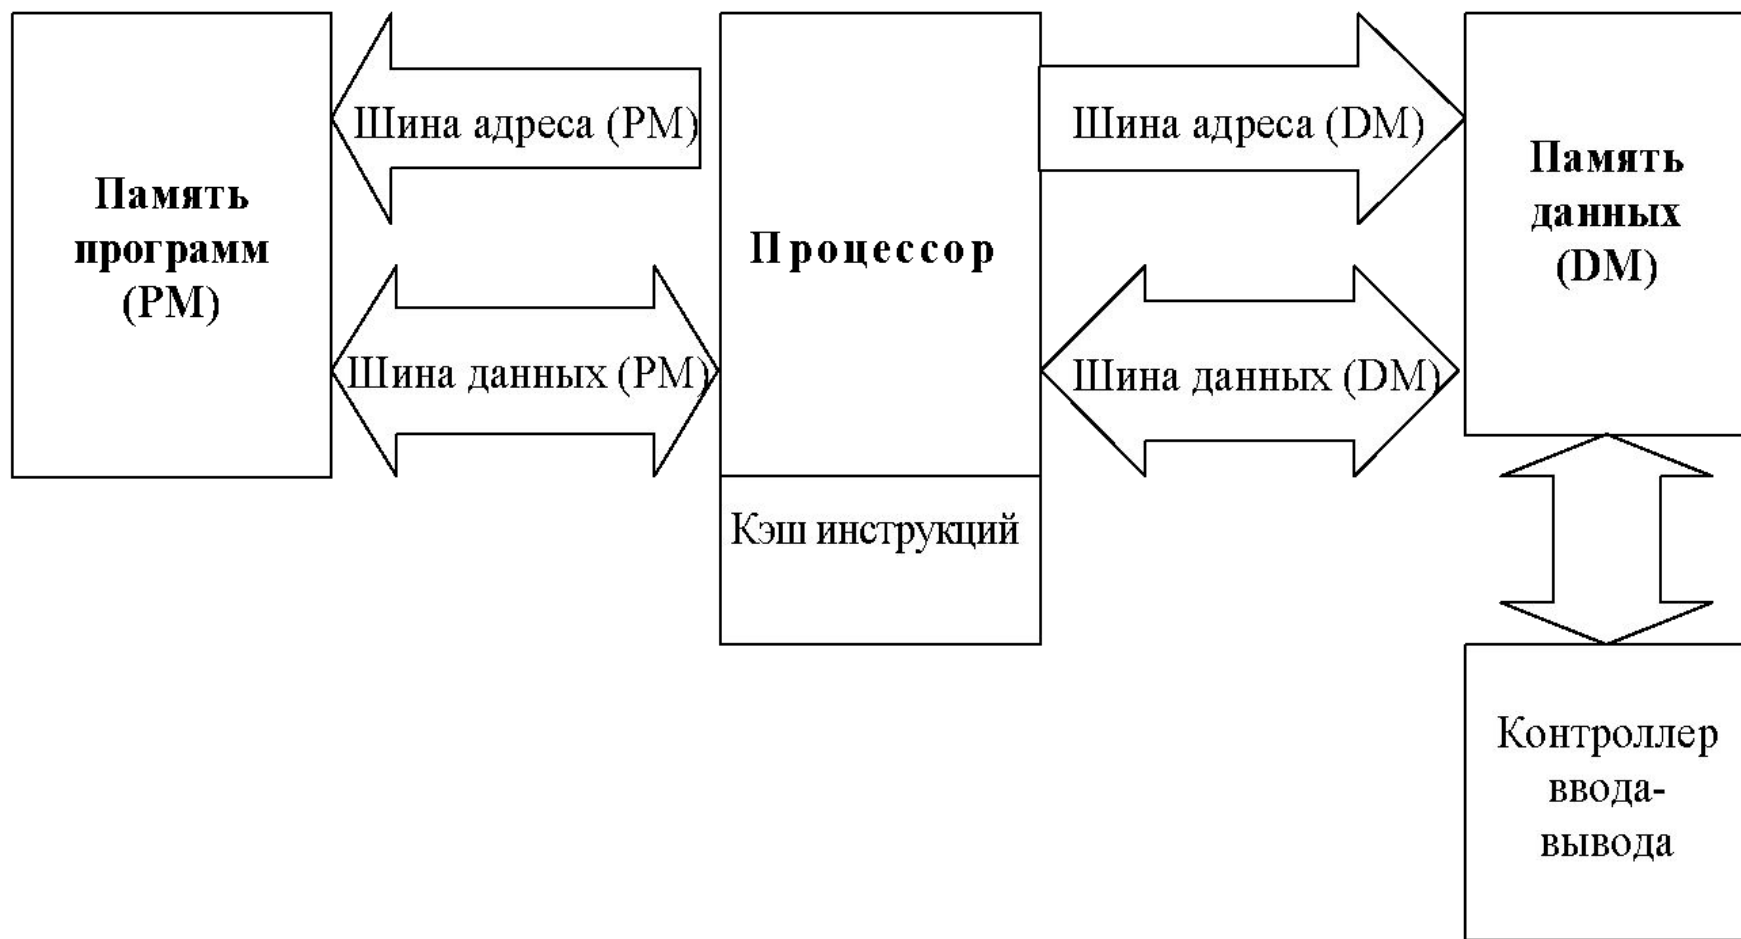 Память
программ
(PM)
Шина адреса (PM)
Шина данных (PM)
Процессор
Кэш инструкций
Шина адреса (DM)
Шина данных (DM)
Память
данных
(DM)
Контроллер
ввода-
вывода